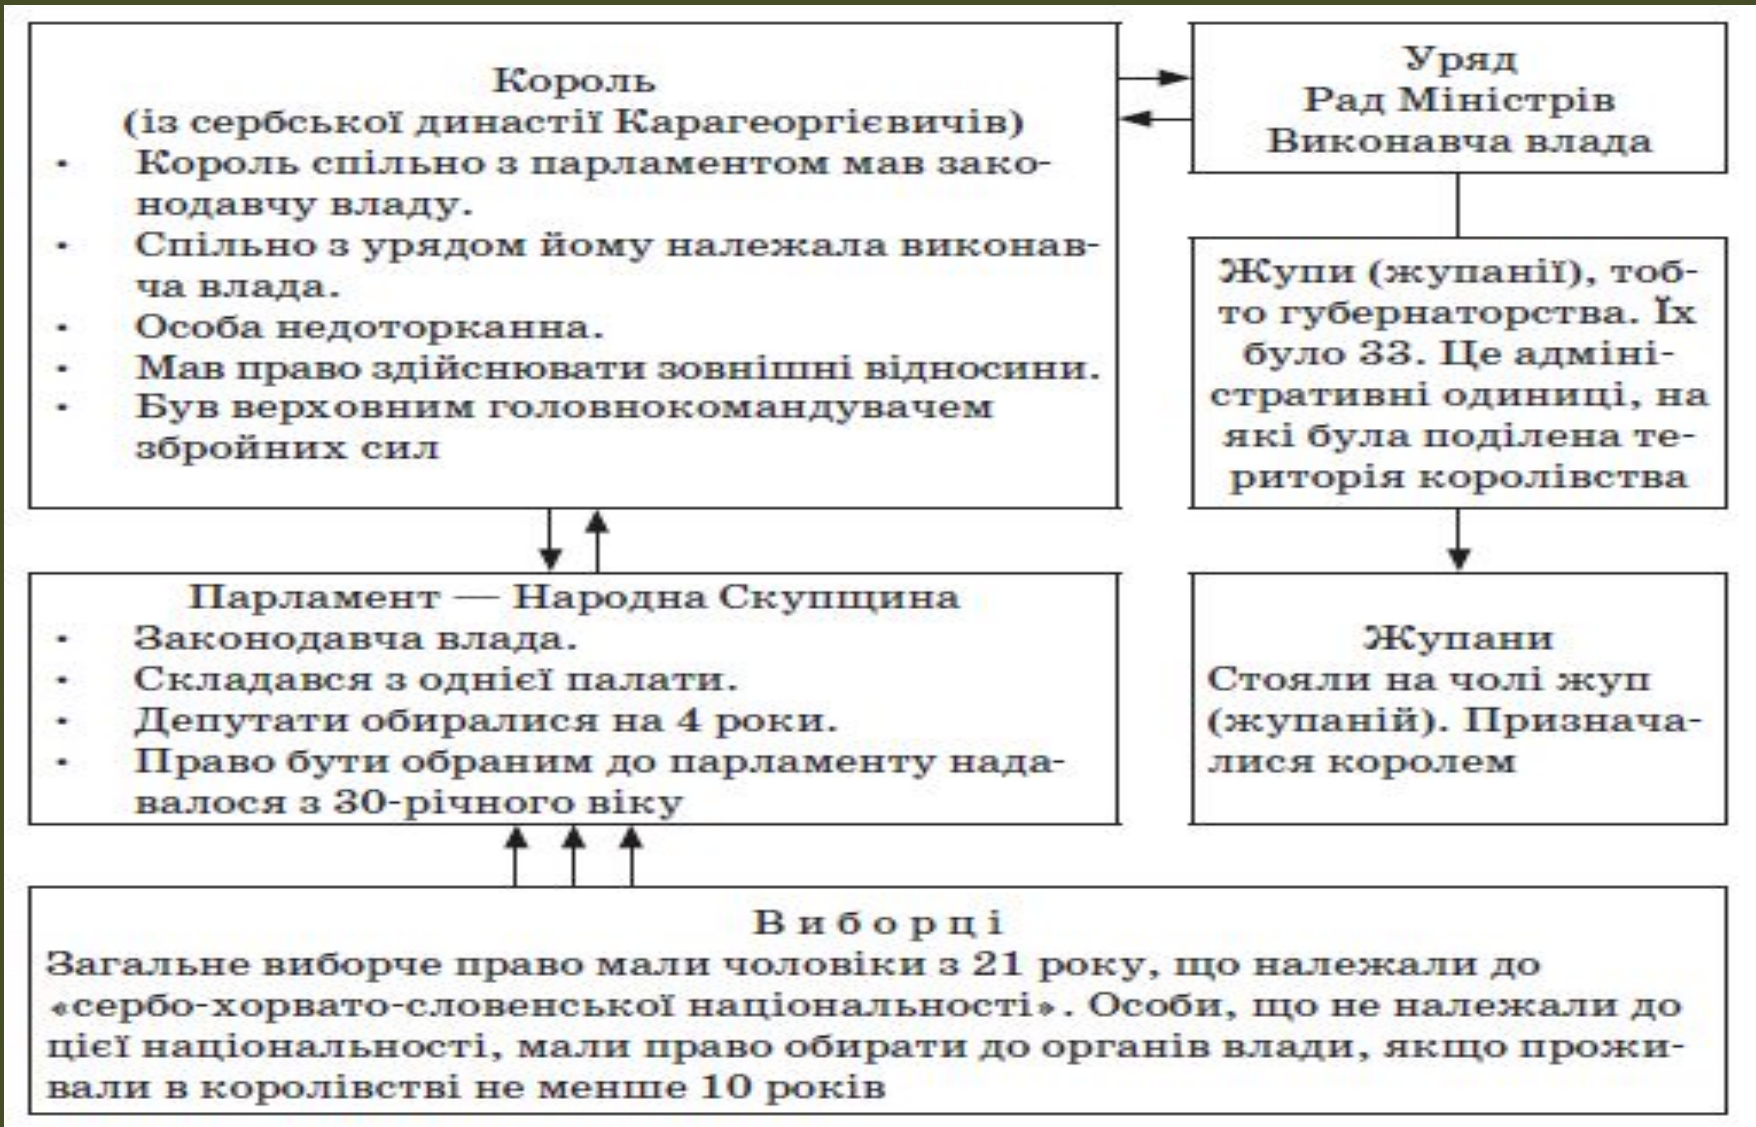 Король
(із сербської династії Карагеоргієвичів)
• Король спільно з парламентом мав зако-
нодавчу владу.
• Спільно з урядом йому належала виконав-
ча влада.
• Особа недоторканна.
• Мав право здійснювати зовнішні відносини.
• Був верховним головнокомандувачем
збройних сил
Уряд
Рад Міністрів
Виконавча влада
Жупи (жупанії), тоб-
то губернаторства. Їх
було 33. Це адміні-
стративні одиниці, на
які була поділена те-
риторія королівства
Парламент — Народна Скупщина
• Законодавча влада.
• Складався з однієї палати.
• Депутати обиралися на 4 роки.
• Право бути обраним до парламенту нада-
валося з 30-річного віку
Жупани
Стояли на чолі жуп
(жупаній). Признача-
лися королем
Виборці
Загальне виборче право мали чоловіки з 21 року, що належали до
«сербо-хорвато-словенської національності». Особи, що не належали до
цієї національності, мали право обирати до органів влади, якщо прожи-
вали в королівстві не менше 10 років